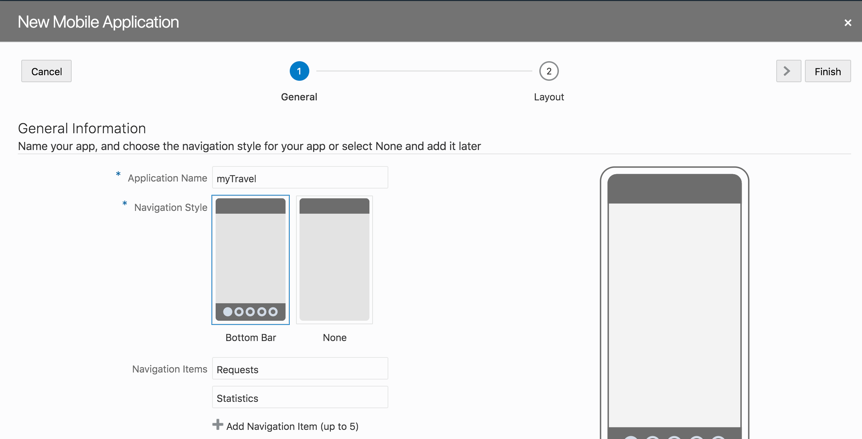 New Mobile Application
×
Cancel
1
2
Finish
General
Layout
General Information
Name your app, and choose the navigation style for your app or select None and add it later
* Application Name
myTravel
* Navigation Style
Bottom Bar
None
Navigation Items
Requests
Statistics
+ Add Navigation Item (up to 5)